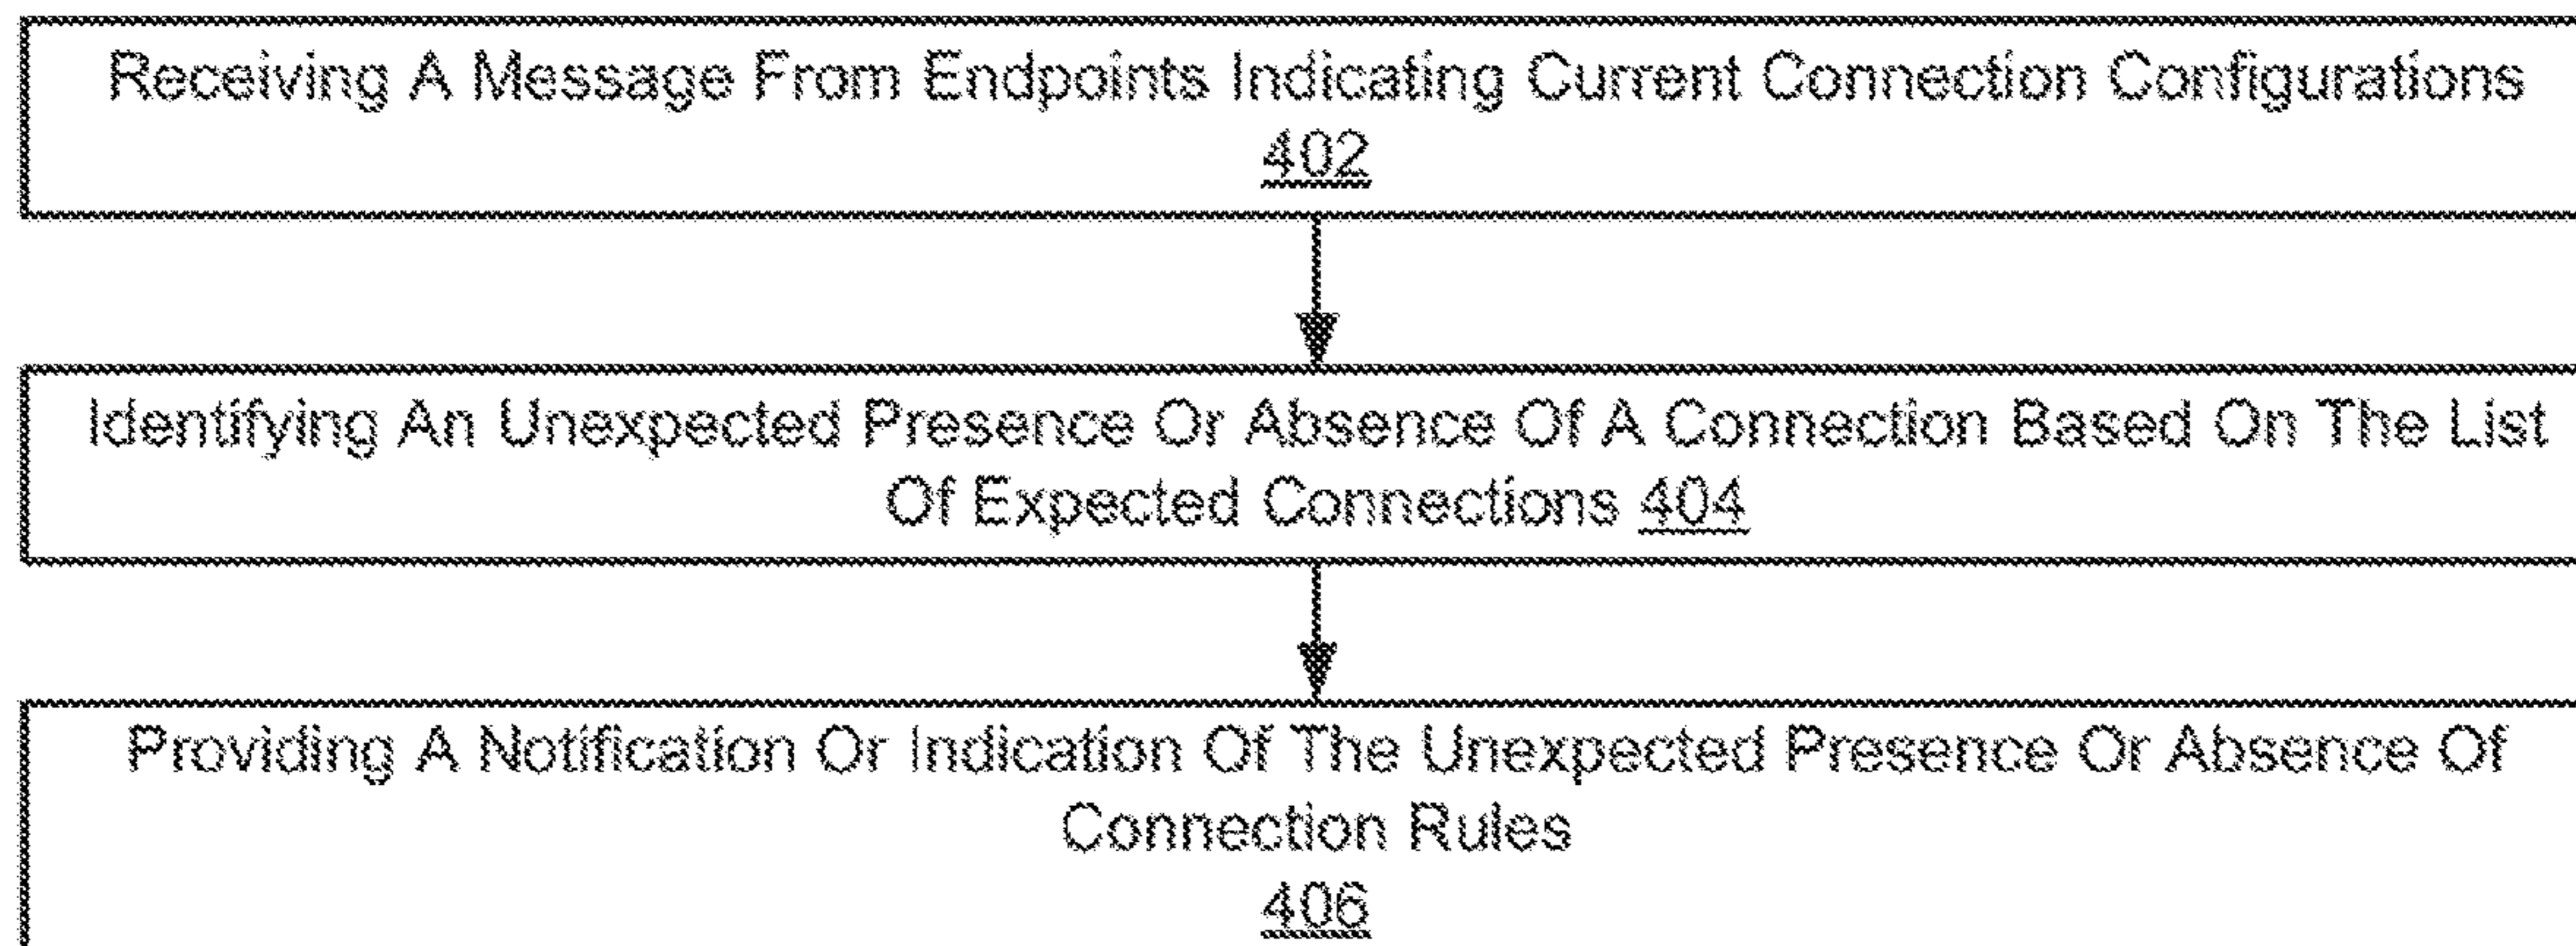 Receiving A Message From Endpoints Indicating Current Connection Configurations
402
Identifying An Unexpected Presence Or Absence Of A Connection Based On The List
Of Expected Connections 404
Providing A Notification Or Indication Of The Unexpected Presence Or Absence Of
Connection Rules
406